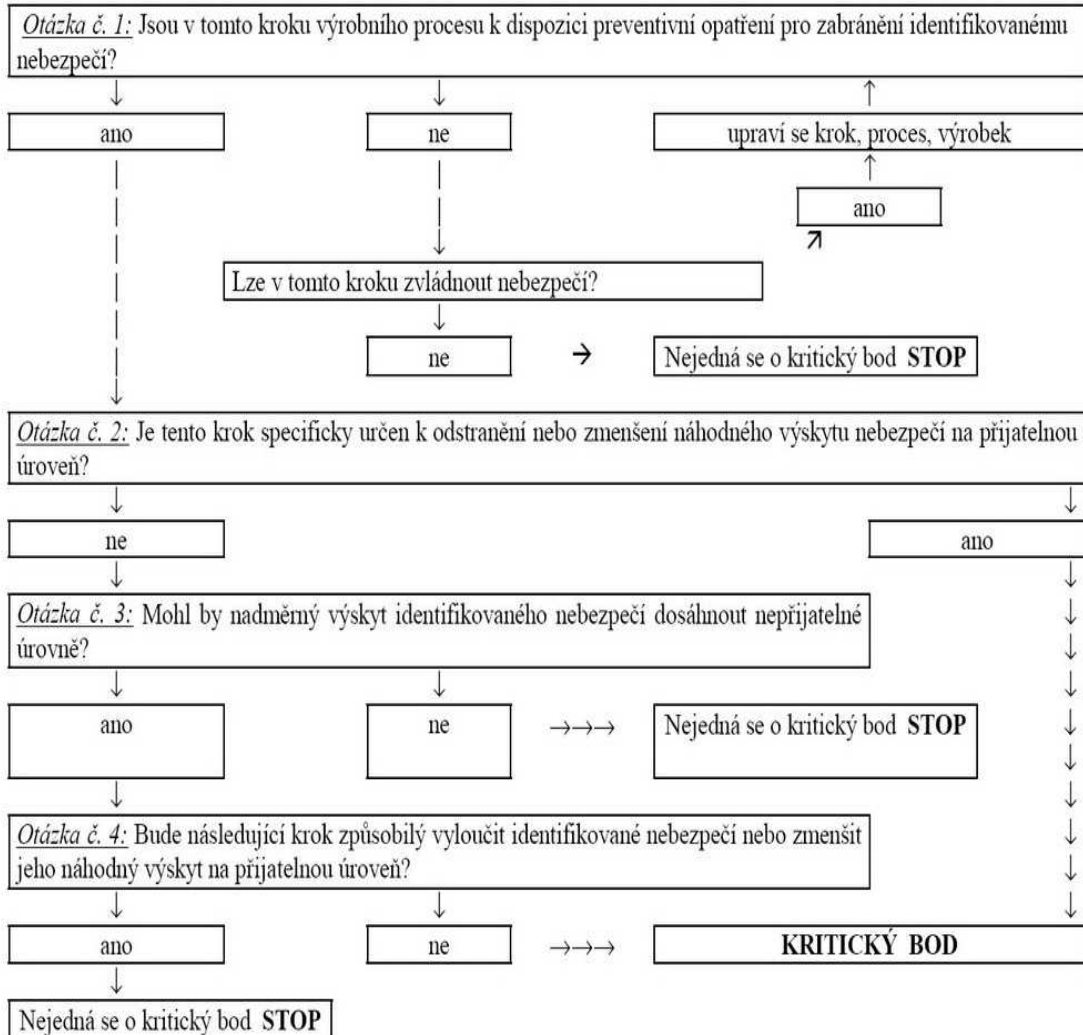 Otázka č. 1: Jsou v tomto kroku výrobního procesu k dispozici preventivní opatření pro zabránění identifikovanému
nebezpečí?
↓ ↓ ↑
ano ne upraví se krok, proces, výrobek
↑
ano
↓ ↗
Lze v tomto kroku zvládnout nebezpečí?
↓
ne → Nejedná se o kritický bod STOP
↓
Otázka č. 2: Je tento krok specificky určen k odstranění nebo zmenšení náhodného výskytu nebezpečí na přijatelnou
úroveň?
↓ ↓
ne ano
↓ ↓
Otázka č. 3: Mohl by nadměrný výskyt identifikovaného nebezpečí dosáhnout nepřijatelné
úrovně?
↓ ↓
ano ne →→→ Nejedná se o kritický bod STOP
↓
Otázka č. 4: Bude následující krok způsobilý vyloučit identifikované nebezpečí nebo zmenšit
jeho náhodný výskyt na přijatelnou úroveň?
↓ ↓ ↓
ano ne →→→ KRITICKÝ BOD
↓
Nejedná se o kritický bod STOP